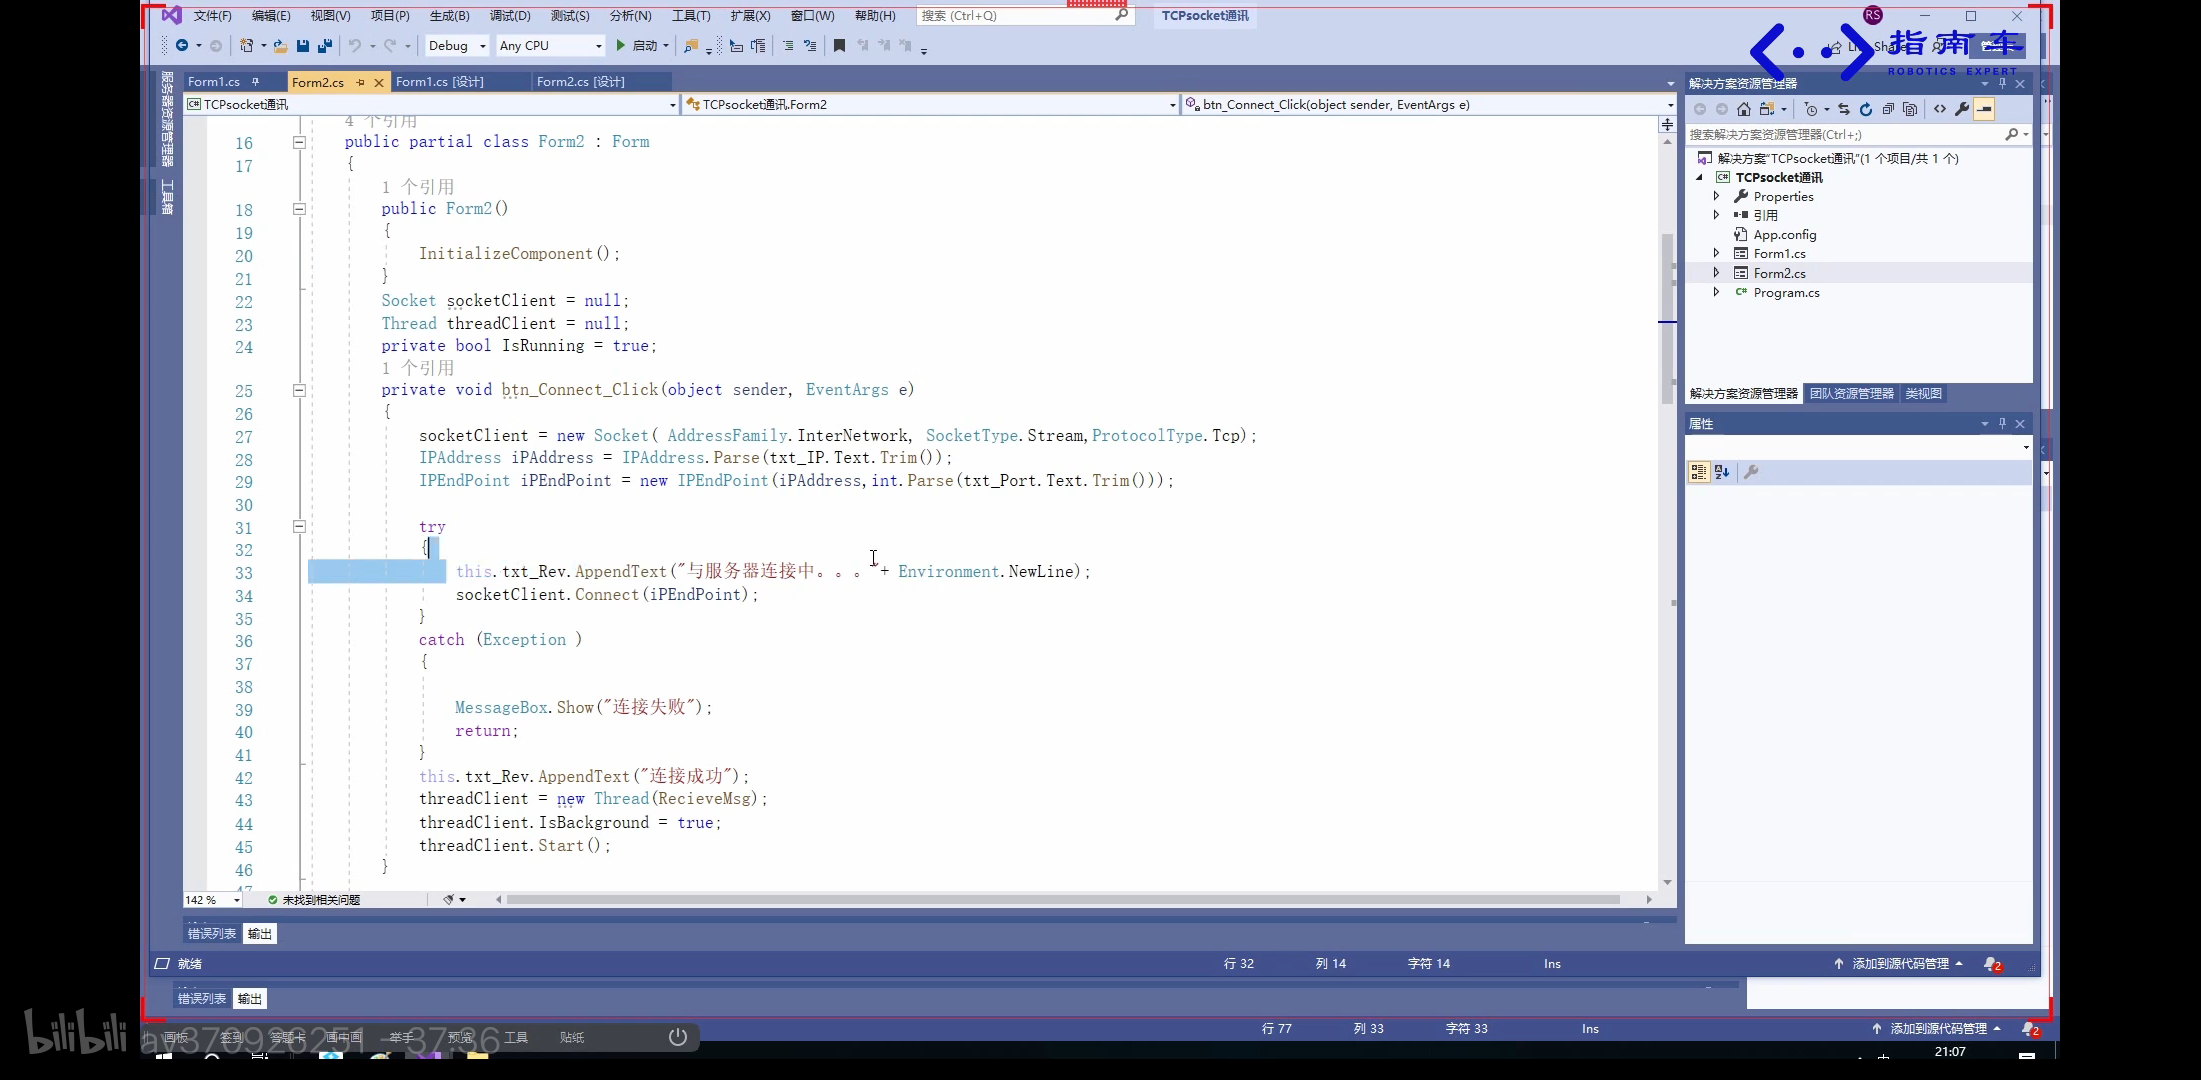 文件(F) 编辑(E) 视图(V) 项目(P) 生成(B) 调试(D) 测试(S) 分析(N) 工具(T) 扩展(X) 窗口(W) 帮助(H) 搜索 (Ctrl+Q) TCPsocket通讯 RS
Debug Any CPU 启动 Live Share
指南车
ROBOTICS EXPERT
服务器资源管理器
工具箱
Form1.cs Form2.cs Form1.cs [设计] Form2.cs [设计]
TCPsocket通讯 TCPsocket通讯.Form2 btn_Connect_Click(object sender, EventArgs e)
4 个引用
16 public partial class Form2 : Form
17 {
1 个引用
18 public Form2()
19 {
20 InitializeComponent();
21 }
22 Socket socketClient = null;
23 Thread threadClient = null;
24 private bool IsRunning = true;
1 个引用
25 private void btn_Connect_Click(object sender, EventArgs e)
26 {
27 socketClient = new Socket( AddressFamily.InterNetwork, SocketType.Stream,ProtocolType.Tcp);
28 IPAddress iPAddress = IPAddress.Parse(txt_IP.Text.Trim());
29 IPEndPoint iPEndPoint = new IPEndPoint(iPAddress,int.Parse(txt_Port.Text.Trim()));
30
31 try
32 {
33 this.txt_Rev.AppendText("与服务器连接中。。。"+ Environment.NewLine);
34 socketClient.Connect(iPEndPoint);
35 }
36 catch (Exception )
37 {
38
39 MessageBox.Show("连接失败");
40 return;
41 }
42 this.txt_Rev.AppendText("连接成功");
43 threadClient = new Thread(RecieveMsg);
44 threadClient.IsBackground = true;
45 threadClient.Start();
46 }
47
142 % 未找到相关问题
错误列表 输出
就绪 行 32 列 14 字符 14 Ins 添加到源代码管理 2
错误列表 输出
行 77 列 33 字符 33 Ins 添加到源代码管理 2
解决方案资源管理器
搜索解决方案资源管理器(Ctrl+;)
解决方案"TCPsocket通讯"(1 个项目/共 1 个)
TCPsocket通讯
Properties
引用
App.config
Form1.cs
Form2.cs
Program.cs
解决方案资源管理器 团队资源管理器 类视图
属性
画板 签到 答题卡 画中画 举手 预览 工具 贴纸
bilibili av370920251 - 37:36
21:07